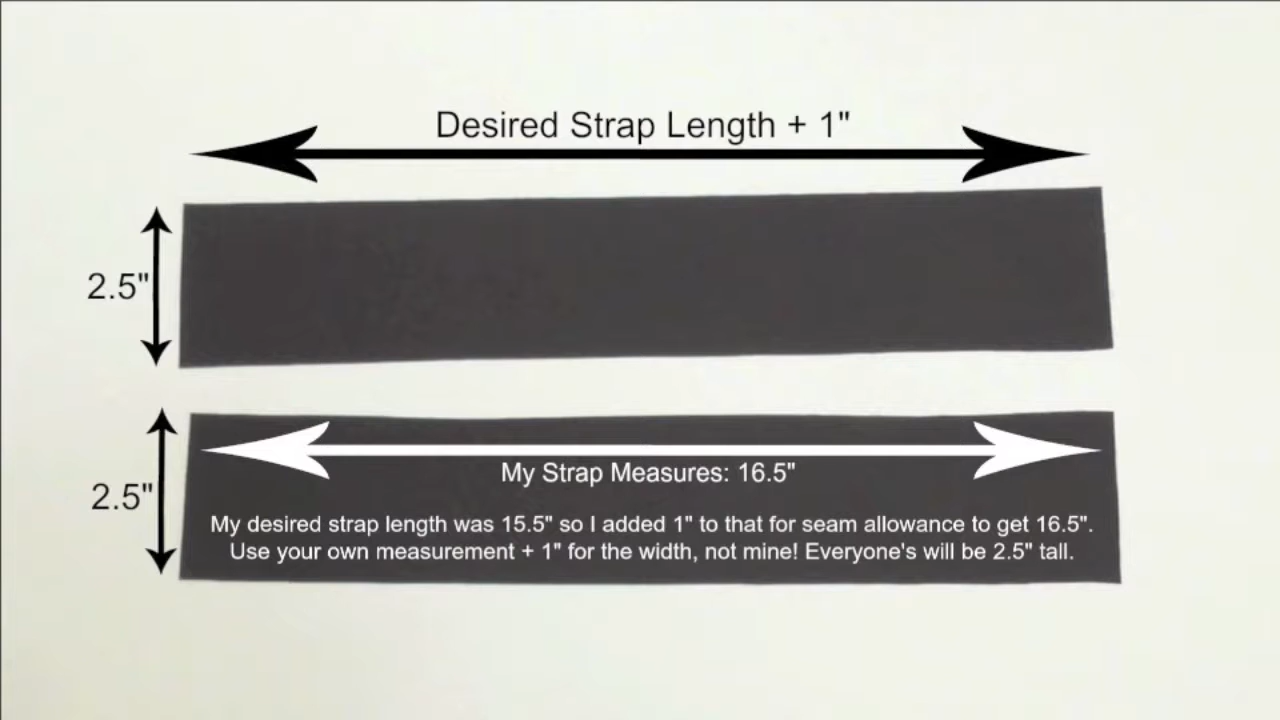 Desired Strap Length + 1"
2.5"
My Strap Measures: 16.5"
2.5"
My desired strap length was 15.5" so I added 1" to that for seam allowance to get 16.5".
Use your own measurement + 1" for the width, not mine! Everyone's will be 2.5" tall.